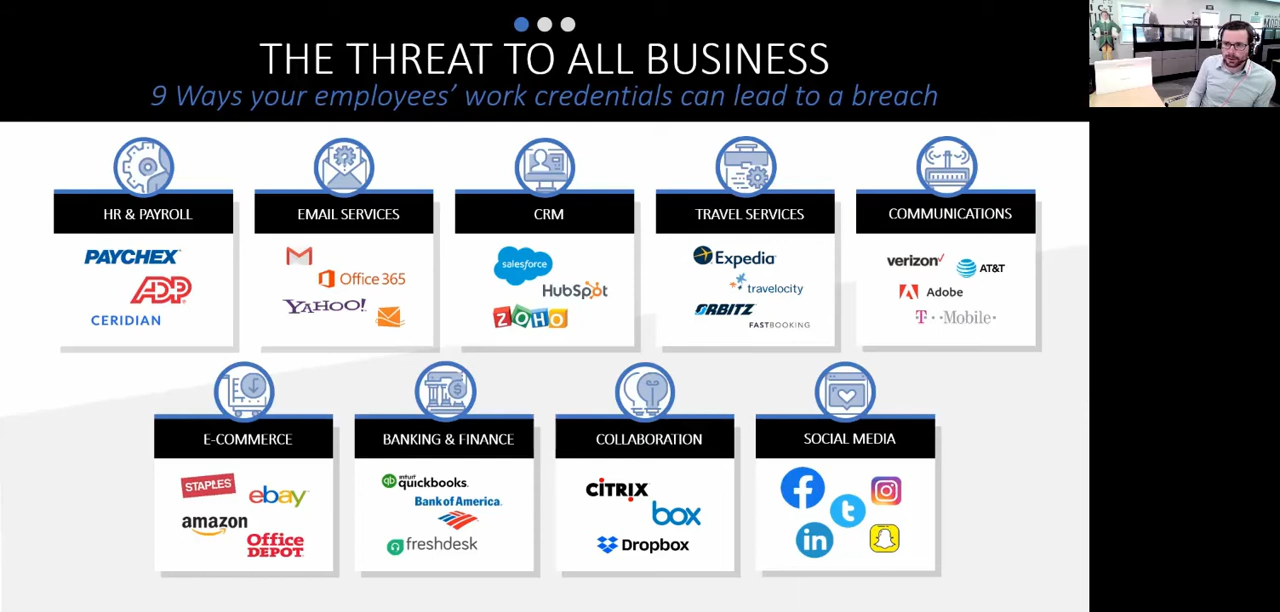 THE THREAT TO ALL BUSINESS
9 Ways your employees' work credentials can lead to a breach
HR & PAYROLL
PAYCHEX
ADP
CERIDIAN
EMAIL SERVICES
Office 365
YAHOO!
CRM
salesforce
HubSpot
ZOHO
TRAVEL SERVICES
Expedia
travelocity
ORBITZ
FASTBOOKING
COMMUNICATIONS
verizon
AT&T
Adobe
T··Mobile·
E-COMMERCE
STAPLES
ebay
amazon
Office
DEPOT
BANKING & FINANCE
intuit
quickbooks.
Bank of America.
freshdesk
COLLABORATION
CITRIX
box
Dropbox
SOCIAL MEDIA